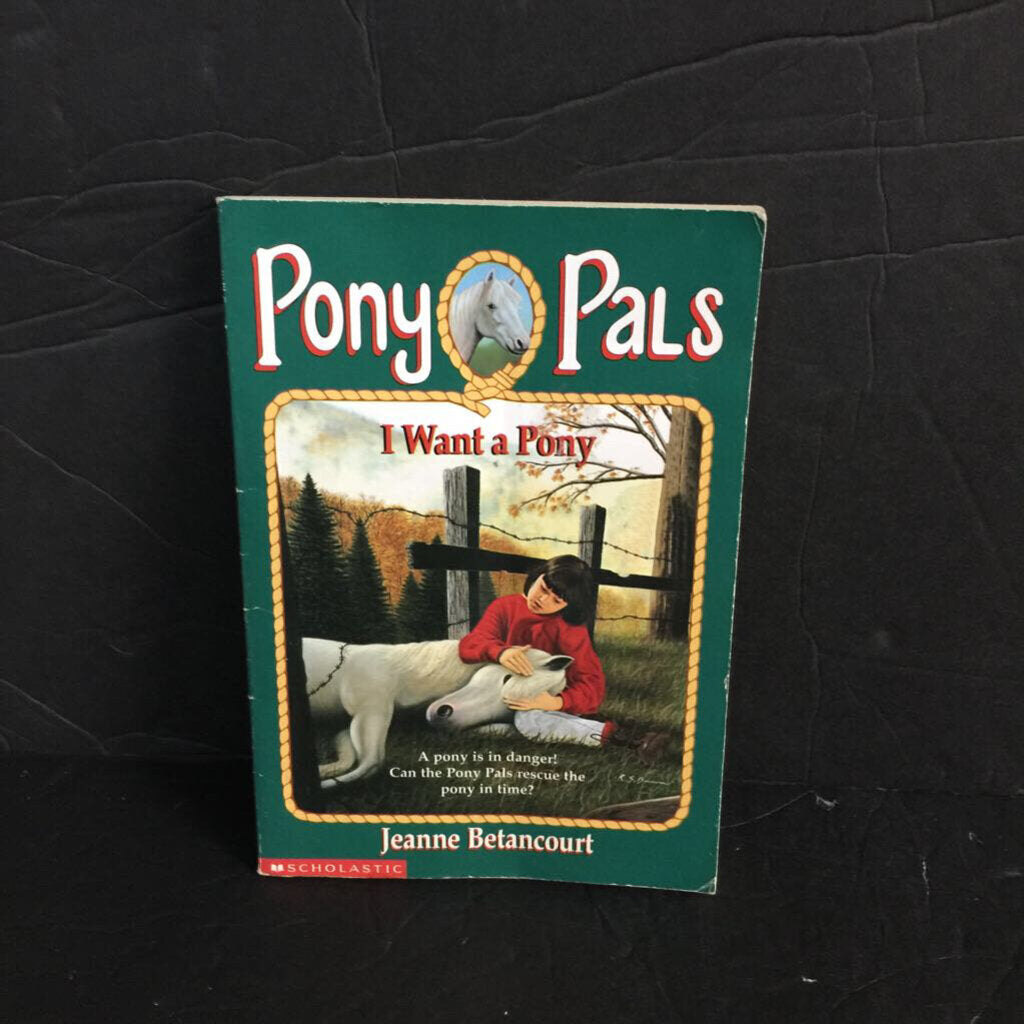 Pony Pals
I Want a Pony
A pony is in danger!
Can the Pony Pals rescue the
pony in time?
Jeanne Betancourt
SCHOLASTIC